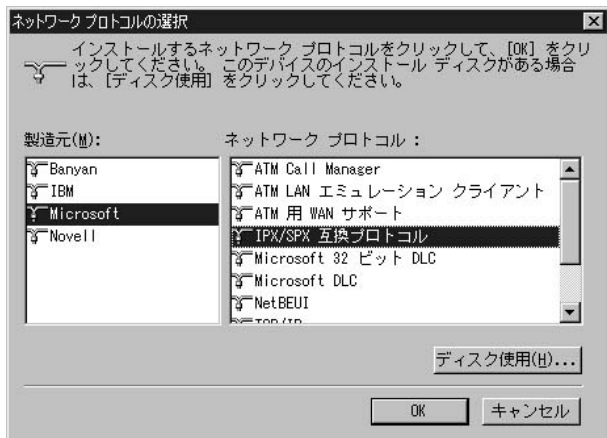 ネットワーク プロトコルの選択
インストールするネットワーク プロトコルをクリックして、[OK] をクリ
ックしてください。 このデバイスのインストール ディスクがある場合
は、[ディスク使用] をクリックしてください。
製造元(M):
ネットワーク プロトコル :
Banyan
IBM
Microsoft
Novell
ATM Call Manager
ATM LAN エミュレーション クライアント
ATM 用 WAN サポート
IPX/SPX 互換プロトコル
Microsoft 32 ビット DLC
Microsoft DLC
NetBEUI
TCP/IP
ディスク使用(H)...
OK
キャンセル